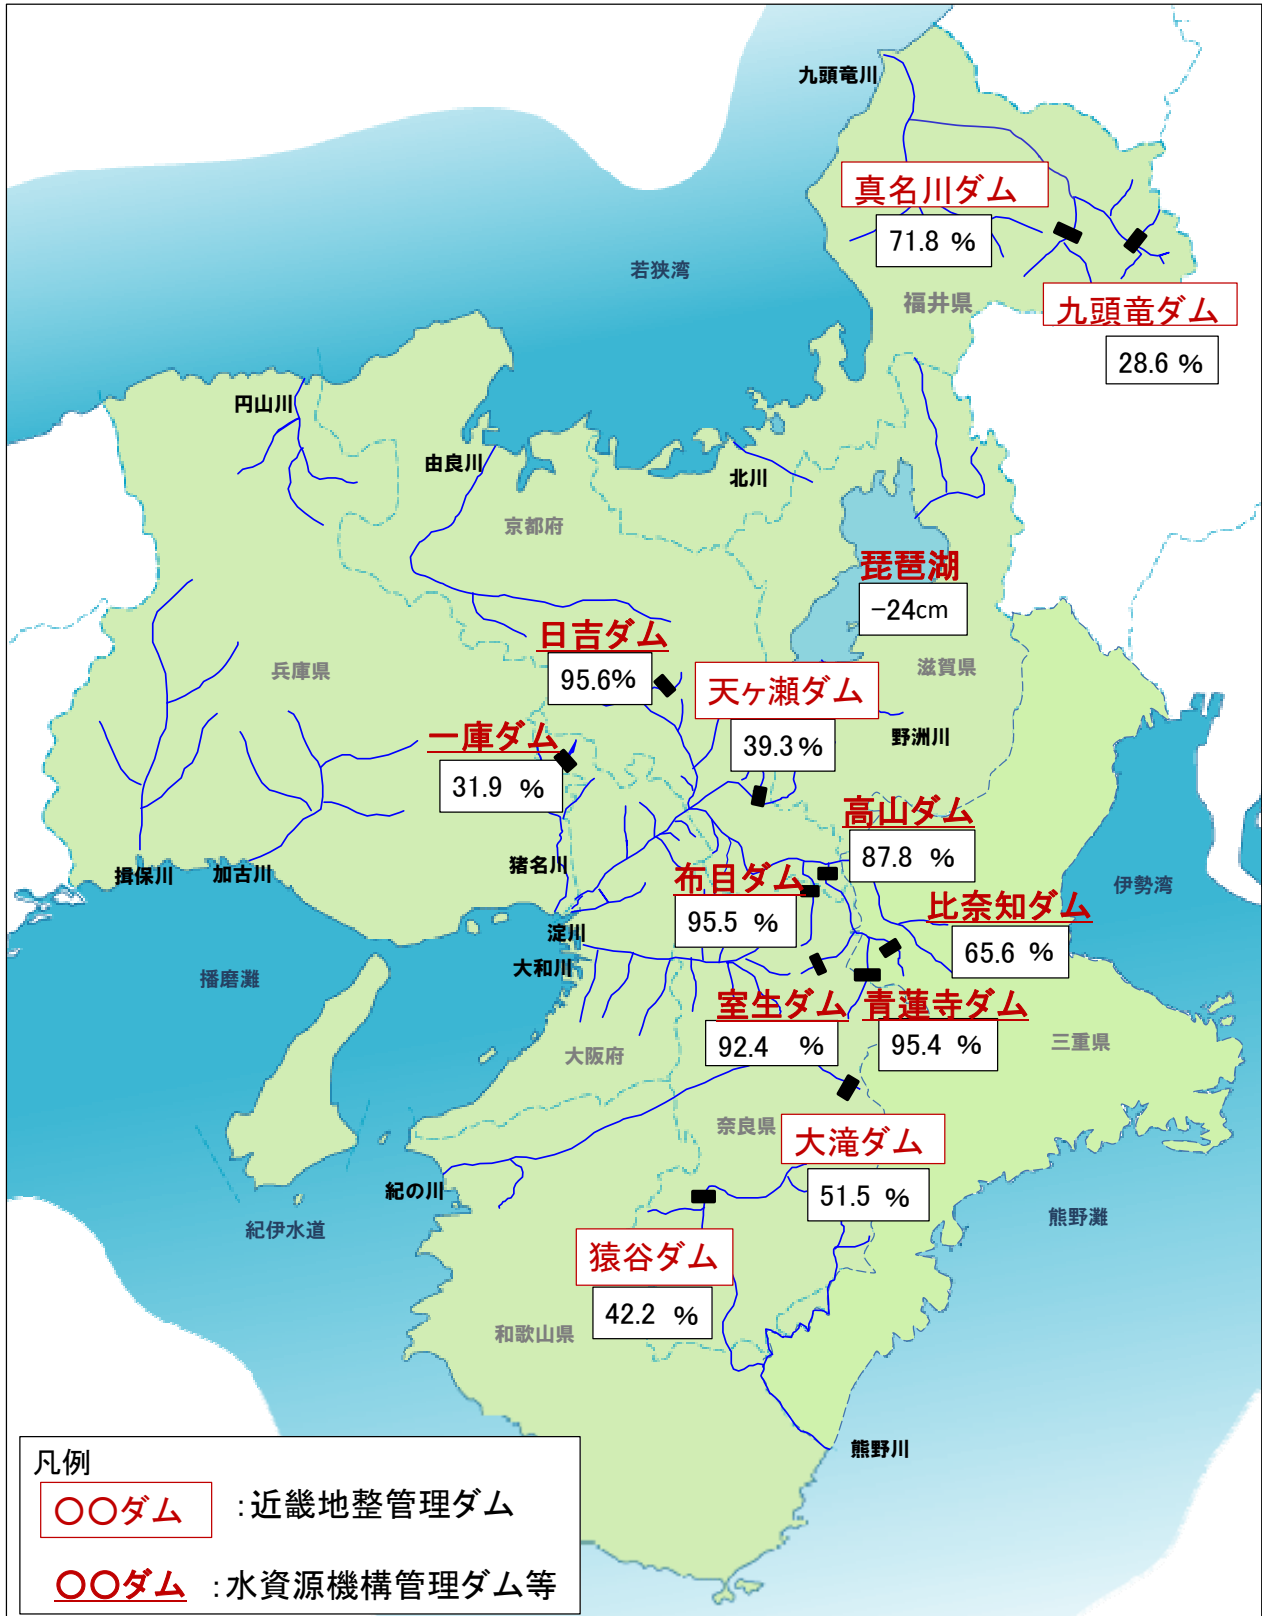 九頭竜川
真名川ダム
71.8 %
若狭湾
福井県
九頭竜ダム
28.6 %
円山川
由良川
北川
京都府
琵琶湖
−24cm
日吉ダム
95.6%
兵庫県
滋賀県
天ヶ瀬ダム
39.3%
野洲川
一庫ダム
31.9 %
高山ダム
87.8 %
揖保川
加古川
猪名川
布目ダム
95.5 %
伊勢湾
比奈知ダム
65.6 %
淀川
大和川
播磨灘
室生ダム
92.4 %
青蓮寺ダム
95.4 %
大阪府
三重県
奈良県
大滝ダム
51.5 %
紀の川
紀伊水道
熊野灘
猿谷ダム
42.2 %
和歌山県
熊野川
凡例
〇〇ダム :近畿地整管理ダム
〇〇ダム :水資源機構管理ダム等